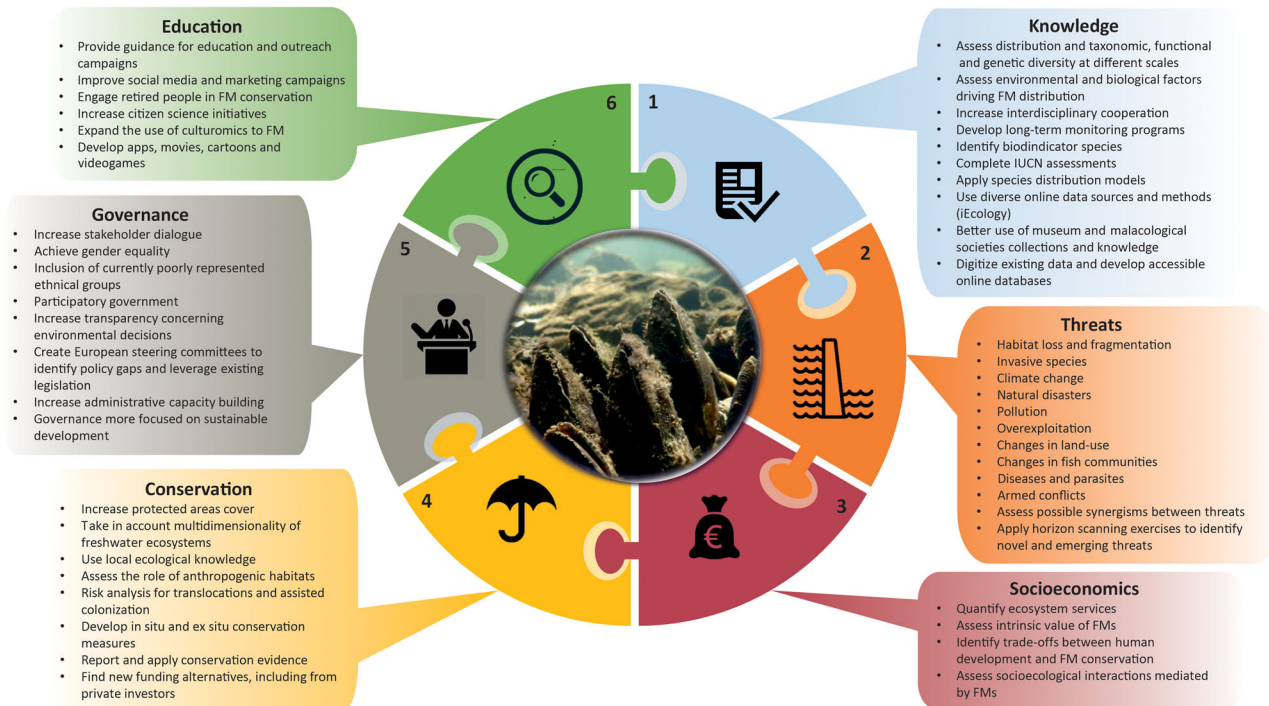 Education
• Provide guidance for education and outreach
campaigns
• Improve social media and marketing campaigns
• Engage retired people in FM conservation
• Increase citizen science initiatives
• Expand the use of culturomics to FM
• Develop apps, movies, cartoons and
videogames
Governance
• Increase stakeholder dialogue
• Achieve gender equality
• Inclusion of currently poorly represented
ethnical groups
• Participatory government
• Increase transparency concerning
environmental decisions
• Create European steering committees to
identify policy gaps and leverage existing
legislation
• Increase administrative capacity building
• Governance more focused on sustainable
development
Conservation
• Increase protected areas cover
• Take in account multidimensionality of
freshwater ecosystems
• Use local ecological knowledge
• Assess the role of anthropogenic habitats
• Risk analysis for translocations and assisted
colonization
• Develop in situ and ex situ conservation
measures
• Report and apply conservation evidence
• Find new funding alternatives, including from
private investors
6
1
5
2
4
3
€
Knowledge
• Assess distribution and taxonomic, functional
and genetic diversity at different scales
• Assess environmental and biological factors
driving FM distribution
• Increase interdisciplinary cooperation
• Develop long-term monitoring programs
• Identify biodindicator species
• Complete IUCN assessments
• Apply species distribution models
• Use diverse online data sources and methods
(iEcology)
• Better use of museum and malacological
societies collections and knowledge
• Digitize existing data and develop accessible
online databases
Threats
• Habitat loss and fragmentation
• Invasive species
• Climate change
• Natural disasters
• Pollution
• Overexploitation
• Changes in land-use
• Changes in fish communities
• Diseases and parasites
• Armed conflicts
• Assess possible synergisms between threats
• Apply horizon scanning exercises to identify
novel and emerging threats
Socioeconomics
• Quantify ecosystem services
• Assess intrinsic value of FMs
• Identify trade-offs between human
development and FM conservation
• Assess socioecological interactions mediated
by FMs